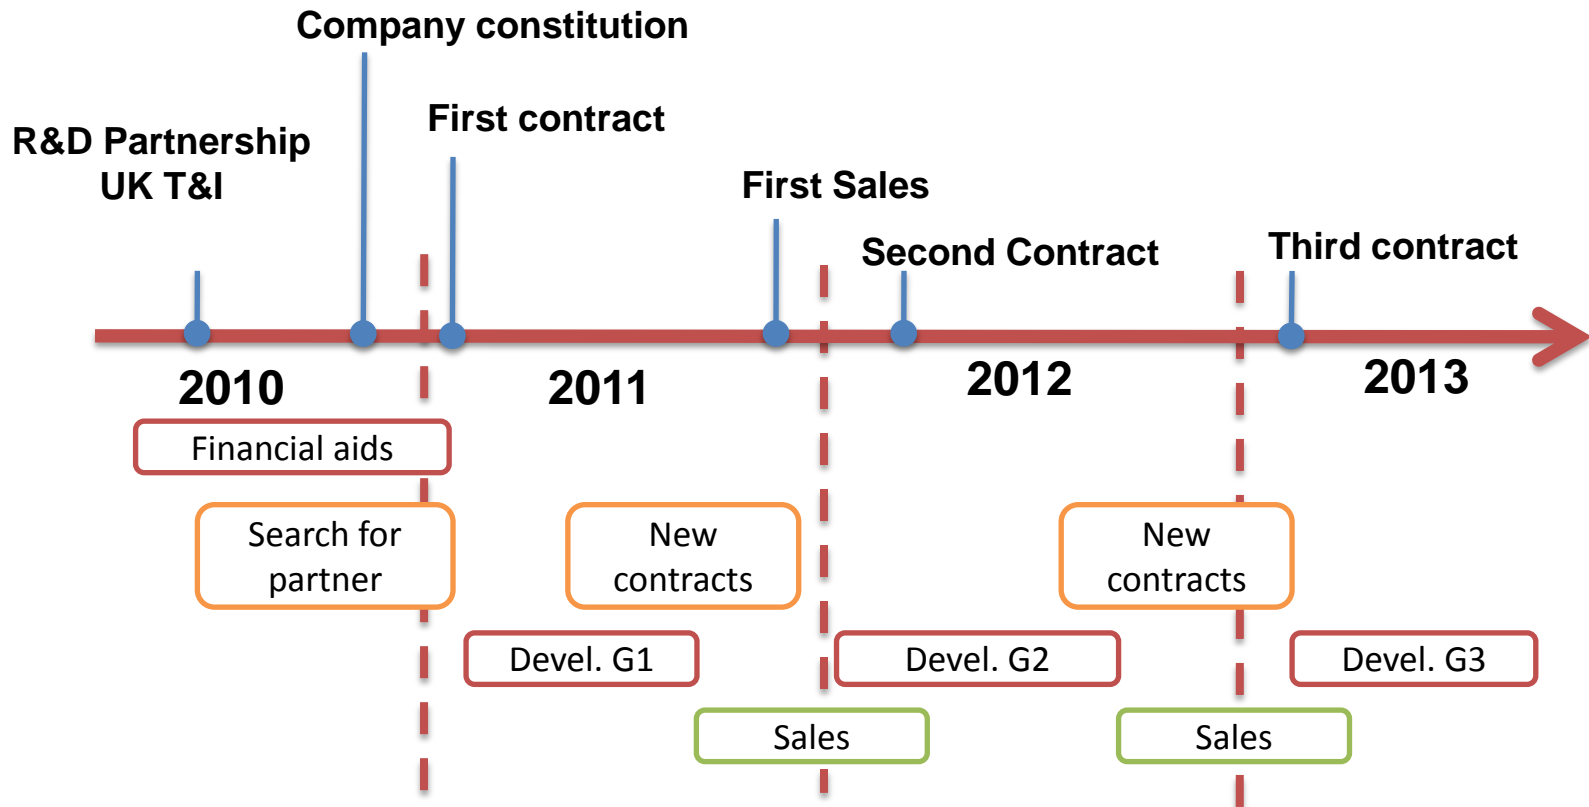 Company constitution
First contract
R&D Partnership
UK T&I
First Sales
Second Contract
Third contract
2010
2011
2012
2013
Financial aids
Search for
partner
New
contracts
New
contracts
Devel. G1
Devel. G2
Devel. G3
Sales
Sales